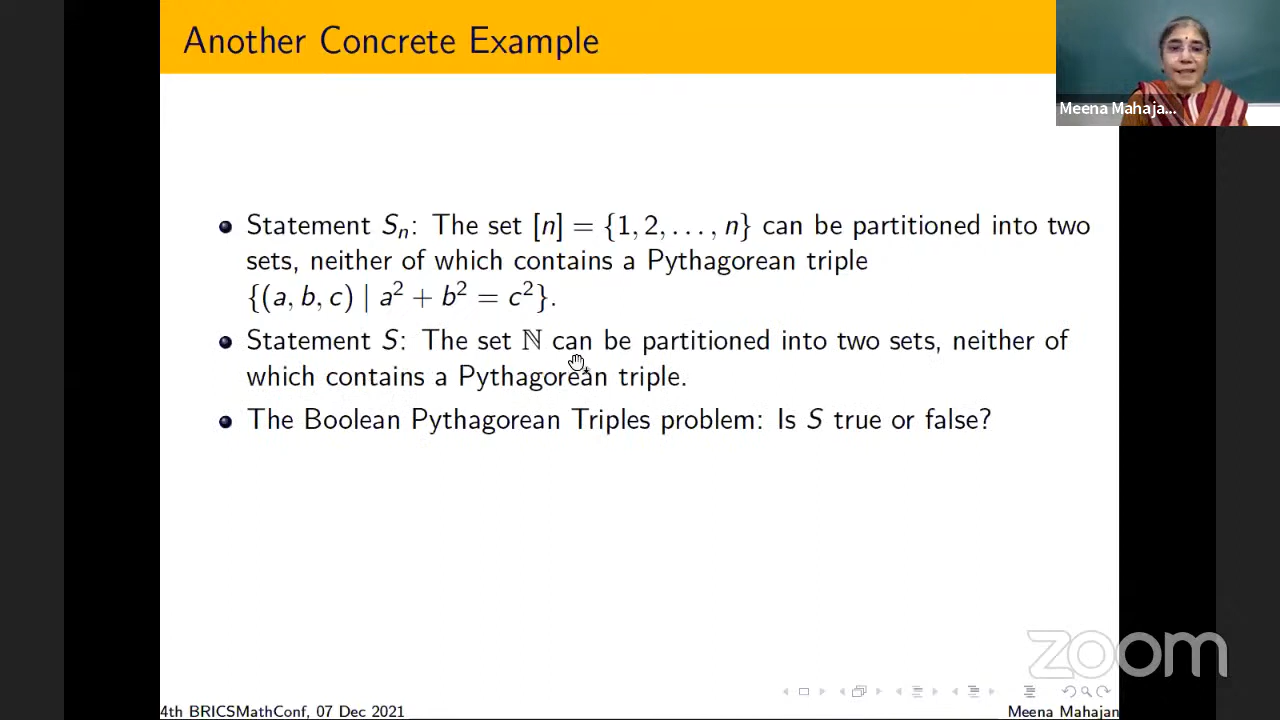 Another Concrete Example
Meena Mahaja...
Statement Sₙ: The set [n] = {1, 2, . . . , n} can be partitioned into two
sets, neither of which contains a Pythagorean triple
{(a, b, c) | a² + b² = c²}.
Statement S: The set ℕ can be partitioned into two sets, neither of
which contains a Pythagorean triple.
The Boolean Pythagorean Triples problem: Is S true or false?
zoom
4th BRICSMathConf, 07 Dec 2021
Meena Mahajan